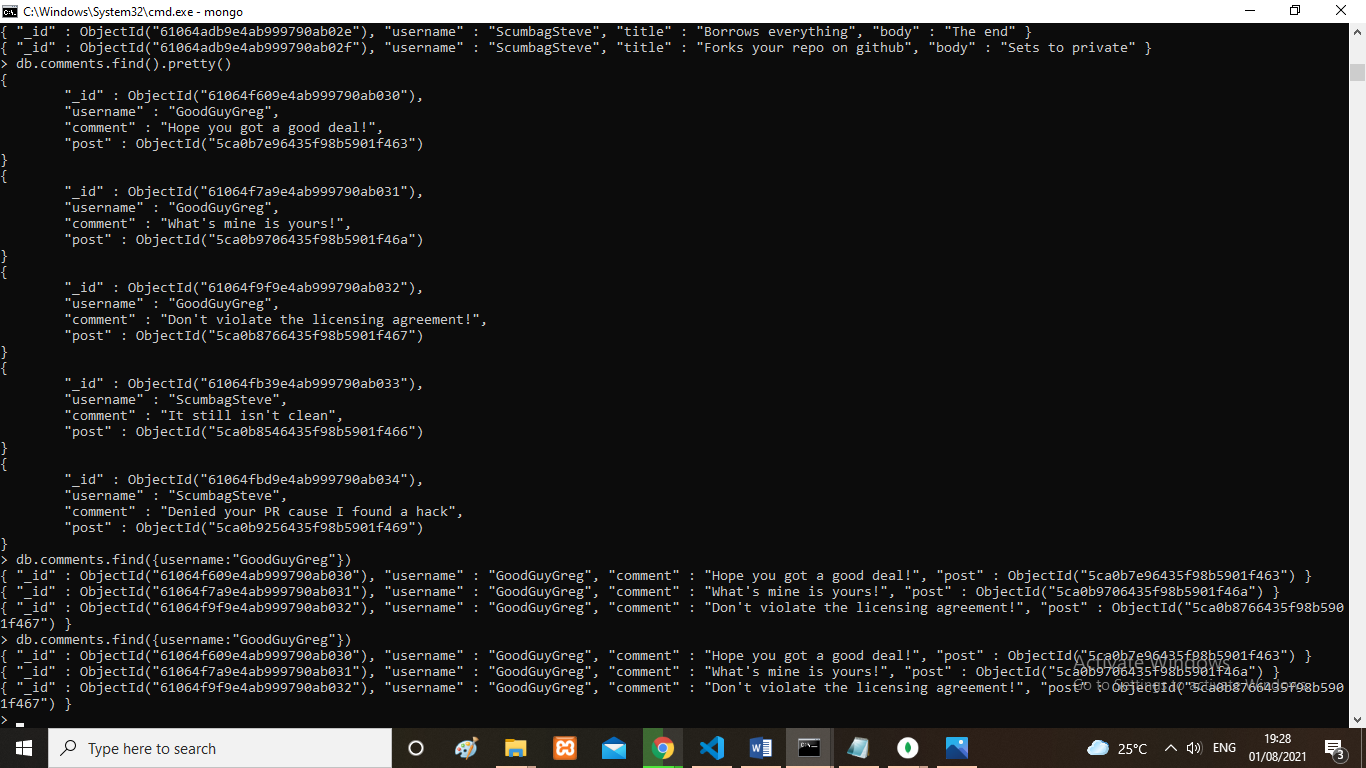 C:\Windows\System32\cmd.exe - mongo
{ "_id" : ObjectId("61064adb9e4ab999790ab02e"), "username" : "ScumbagSteve", "title" : "Borrows everything", "body" : "The end" }
{ "_id" : ObjectId("61064adb9e4ab999790ab02f"), "username" : "ScumbagSteve", "title" : "Forks your repo on github", "body" : "Sets to private" }
> db.comments.find().pretty()
{
"_id" : ObjectId("61064f609e4ab999790ab030"),
"username" : "GoodGuyGreg",
"comment" : "Hope you got a good deal!",
"post" : ObjectId("5ca0b7e96435f98b5901f463")
}
{
"_id" : ObjectId("61064f7a9e4ab999790ab031"),
"username" : "GoodGuyGreg",
"comment" : "What's mine is yours!",
"post" : ObjectId("5ca0b9706435f98b5901f46a")
}
{
"_id" : ObjectId("61064f9f9e4ab999790ab032"),
"username" : "GoodGuyGreg",
"comment" : "Don't violate the licensing agreement!",
"post" : ObjectId("5ca0b8766435f98b5901f467")
}
{
"_id" : ObjectId("61064fb39e4ab999790ab033"),
"username" : "ScumbagSteve",
"comment" : "It still isn't clean",
"post" : ObjectId("5ca0b8546435f98b5901f466")
}
{
"_id" : ObjectId("61064fbd9e4ab999790ab034"),
"username" : "ScumbagSteve",
"comment" : "Denied your PR cause I found a hack",
"post" : ObjectId("5ca0b9256435f98b5901f469")
}
> db.comments.find({username:"GoodGuyGreg"})
{ "_id" : ObjectId("61064f609e4ab999790ab030"), "username" : "GoodGuyGreg", "comment" : "Hope you got a good deal!", "post" : ObjectId("5ca0b7e96435f98b5901f463") }
{ "_id" : ObjectId("61064f7a9e4ab999790ab031"), "username" : "GoodGuyGreg", "comment" : "What's mine is yours!", "post" : ObjectId("5ca0b9706435f98b5901f46a") }
{ "_id" : ObjectId("61064f9f9e4ab999790ab032"), "username" : "GoodGuyGreg", "comment" : "Don't violate the licensing agreement!", "post" : ObjectId("5ca0b8766435f98b590
1f467") }
> db.comments.find({username:"GoodGuyGreg"})
{ "_id" : ObjectId("61064f609e4ab999790ab030"), "username" : "GoodGuyGreg", "comment" : "Hope you got a good deal!", "post" : ObjectId("5ca0b7e96435f98b5901f463") }
{ "_id" : ObjectId("61064f7a9e4ab999790ab031"), "username" : "GoodGuyGreg", "comment" : "What's mine is yours!", "post" : ObjectId("5ca0b9706435f98b5901f46a") }
{ "_id" : ObjectId("61064f9f9e4ab999790ab032"), "username" : "GoodGuyGreg", "comment" : "Don't violate the licensing agreement!", "post" : ObjectId("5ca0b8766435f98b590
1f467") }
>
Activate Windows
Go to Settings to activate Windows.
Type here to search
25°C
ENG
19:28
01/08/2021
3